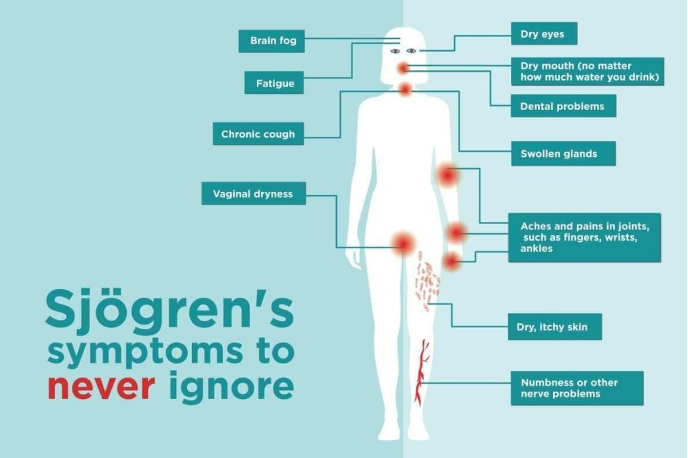 Brain fog
Fatigue
Chronic cough
Vaginal dryness
Sjögren's
symptoms to
never ignore
Dry eyes
Dry mouth (no matter
how much water you drink)
Dental problems
Swollen glands
Aches and pains in joints,
such as fingers, wrists,
ankles
Dry, itchy skin
Numbness or other
nerve problems